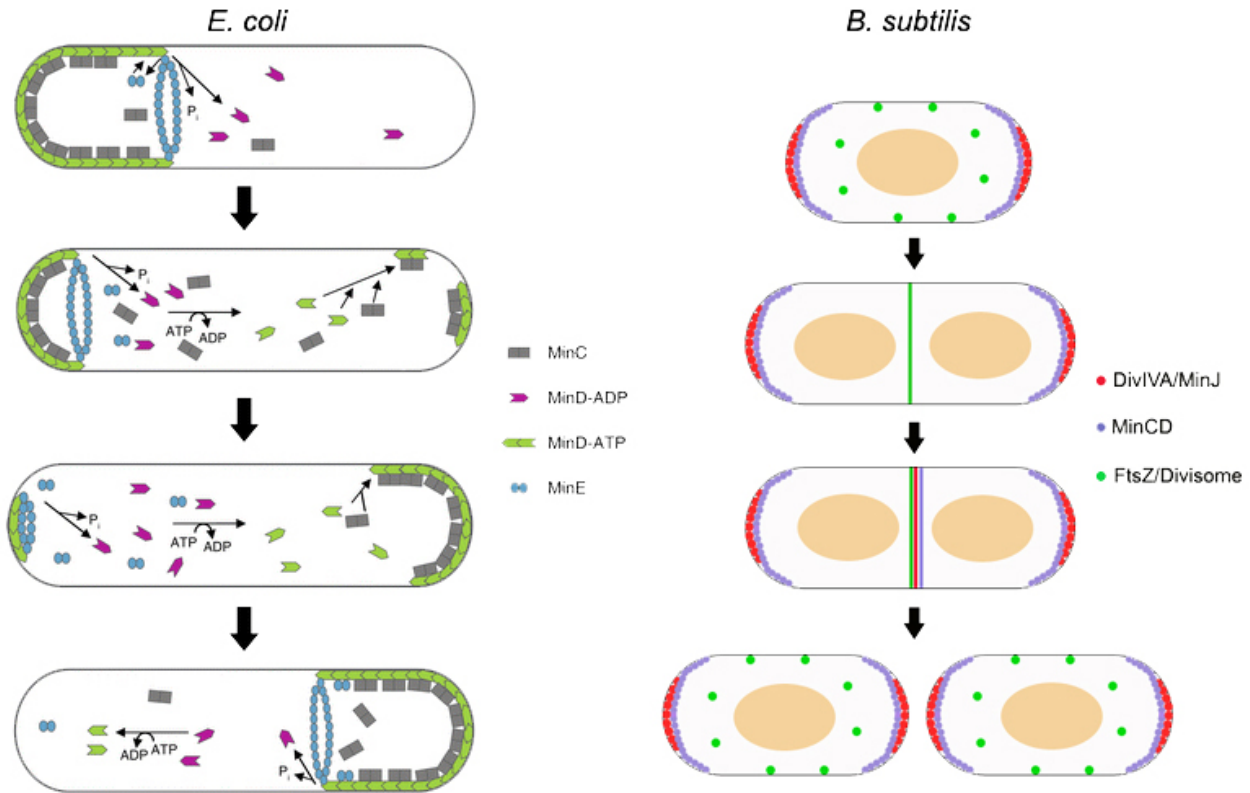 E. coli
B. subtilis
Pi
Pi
ATP
ADP
Pi
ATP
ADP
ADP
ATP
Pi
MinC
MinD-ADP
MinD-ATP
MinE
DivIVA/MinJ
MinCD
FtsZ/Divisome